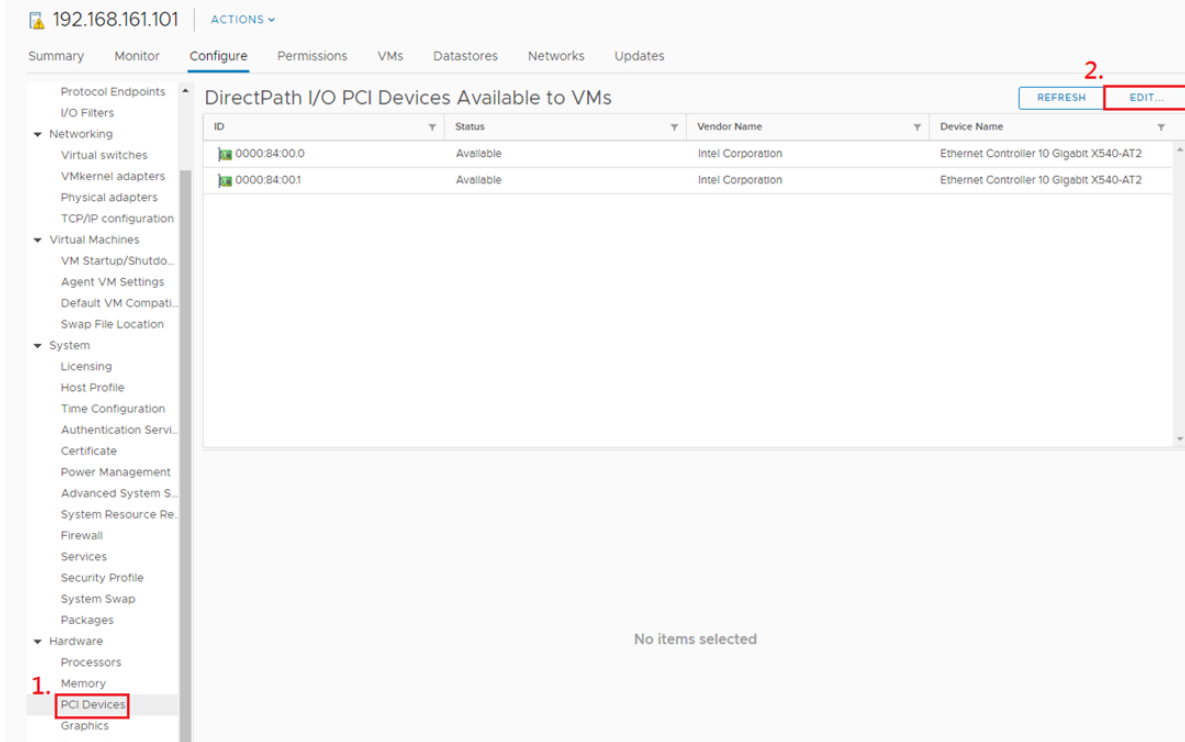 192.168.161.101 ACTIONS
Summary Monitor Configure Permissions VMs Datastores Networks Updates
2.
Protocol Endpoints
I/O Filters
Networking
Virtual switches
VMkernel adapters
Physical adapters
TCP/IP configuration
Virtual Machines
VM Startup/Shutdo...
Agent VM Settings
Default VM Compati...
Swap File Location
System
Licensing
Host Profile
Time Configuration
Authentication Servi...
Certificate
Power Management
Advanced System S...
System Resource Re...
Firewall
Services
Security Profile
System Swap
Packages
Hardware
Processors
Memory
1.
PCI Devices
Graphics
DirectPath I/O PCI Devices Available to VMs
REFRESH EDIT...
ID Status Vendor Name Device Name
0000:84:00.0 Available Intel Corporation Ethernet Controller 10 Gigabit X540-AT2
0000:84:00.1 Available Intel Corporation Ethernet Controller 10 Gigabit X540-AT2
No items selected